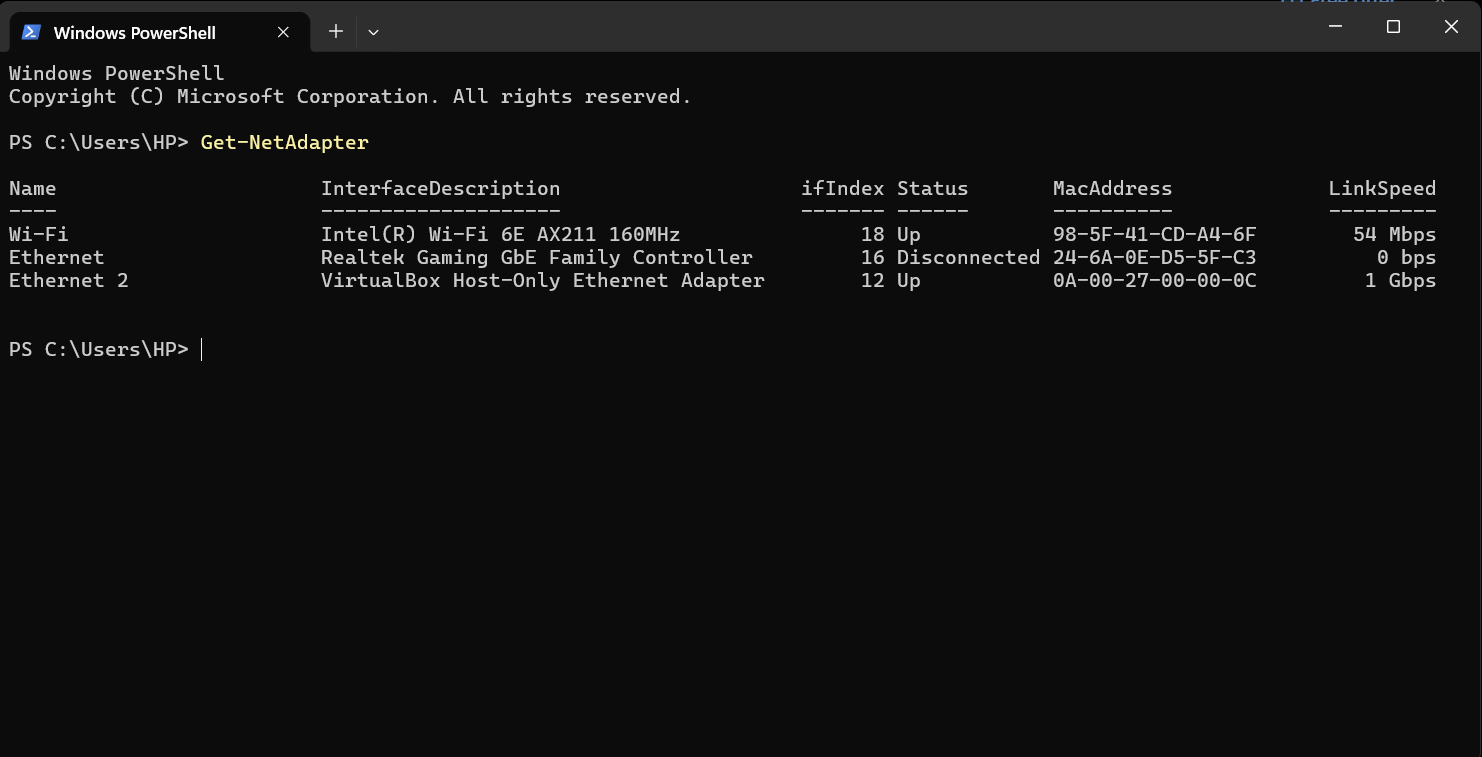 Windows PowerShell
Windows PowerShell
Copyright (C) Microsoft Corporation. All rights reserved.
PS C:\Users\HP> Get-NetAdapter
Name InterfaceDescription ifIndex Status MacAddress LinkSpeed
---- -------------------- ------- ------ ---------- ---------
Wi-Fi Intel(R) Wi-Fi 6E AX211 160MHz 18 Up 98-5F-41-CD-A4-6F 54 Mbps
Ethernet Realtek Gaming GbE Family Controller 16 Disconnected 24-6A-0E-D5-5F-C3 0 bps
Ethernet 2 VirtualBox Host-Only Ethernet Adapter 12 Up 0A-00-27-00-00-0C 1 Gbps
PS C:\Users\HP>